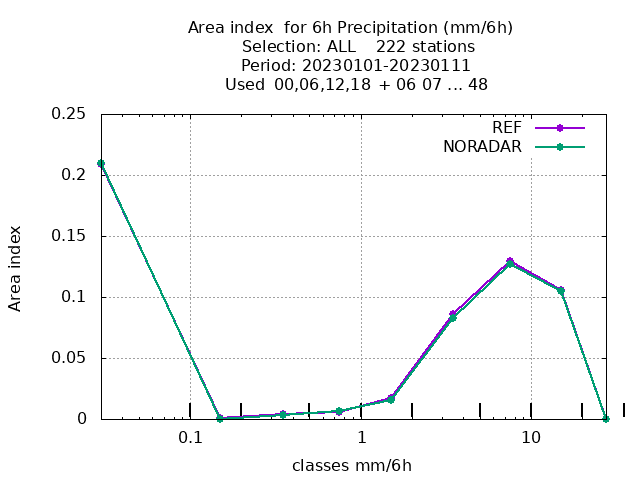 Area index  for 6h Precipitation (mm/6h)
Selection: ALL    222 stations
Period: 20230101-20230111
Used  00,06,12,18 + 06 07 ... 48
REF
NORADAR
0.25
0.2
0.15
0.1
0.05
0
Area index
0.1
1
10
classes mm/6h